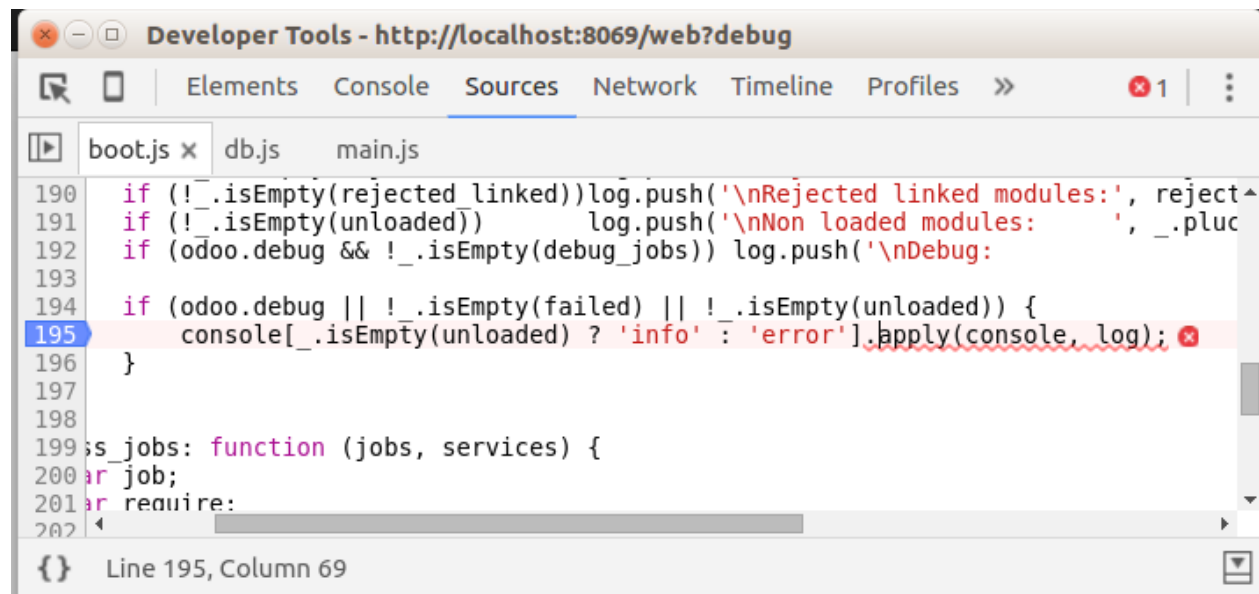 Developer Tools - http://localhost:8069/web?debug
Elements Console Sources Network Timeline Profiles » 1
boot.js × db.js main.js
190 if (!_.isEmpty(rejected_linked))log.push('\nRejected linked modules:', reject
191 if (!_.isEmpty(unloaded)) log.push('\nNon loaded modules: ', _.pluc
192 if (odoo.debug && !_.isEmpty(debug_jobs)) log.push('\nDebug:
193
194 if (odoo.debug || !_.isEmpty(failed) || !_.isEmpty(unloaded)) {
195 console[_.isEmpty(unloaded) ? 'info' : 'error'].apply(console, log);
196 }
197
198
199 ss_jobs: function (jobs, services) {
200 ar job;
201 ar require;
202
{} Line 195, Column 69